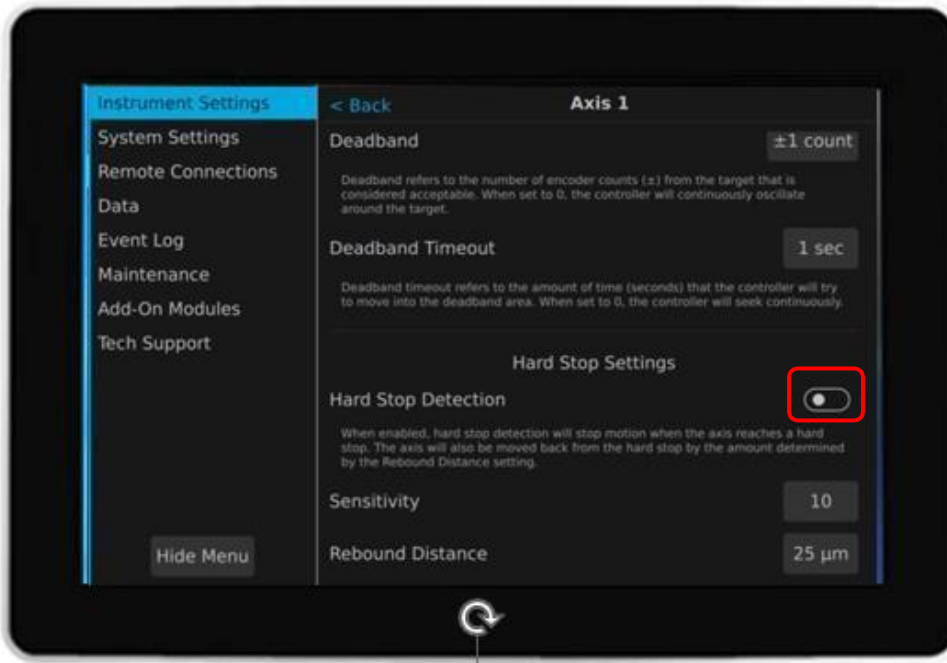 Instrument Settings
< Back
Axis 1
System Settings
Remote Connections
Data
Event Log
Maintenance
Add-On Modules
Tech Support
Hide Menu
Deadband
±1 count
Deadband refers to the number of encoder counts (±) from the target that is
considered acceptable. When set to 0, the controller will continuously oscillate
around the target.
Deadband Timeout
1 sec
Deadband timeout refers to the amount of time (seconds) that the controller will try
to move into the deadband area. When set to 0, the controller will seek continuously.
Hard Stop Settings
Hard Stop Detection
When enabled, hard stop detection will stop motion when the axis reaches a hard
stop. The axis will also be moved back from the hard stop by the amount determined
by the Rebound Distance setting.
Sensitivity
10
Rebound Distance
25 µm